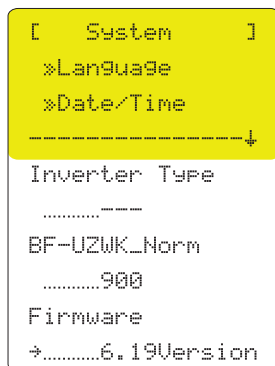 [ System ]
»Language
»Date/Time
---------------↓
Inverter Type
...........---
BF-UZWK_Norm
...........900
Firmware
→...........6.19Version